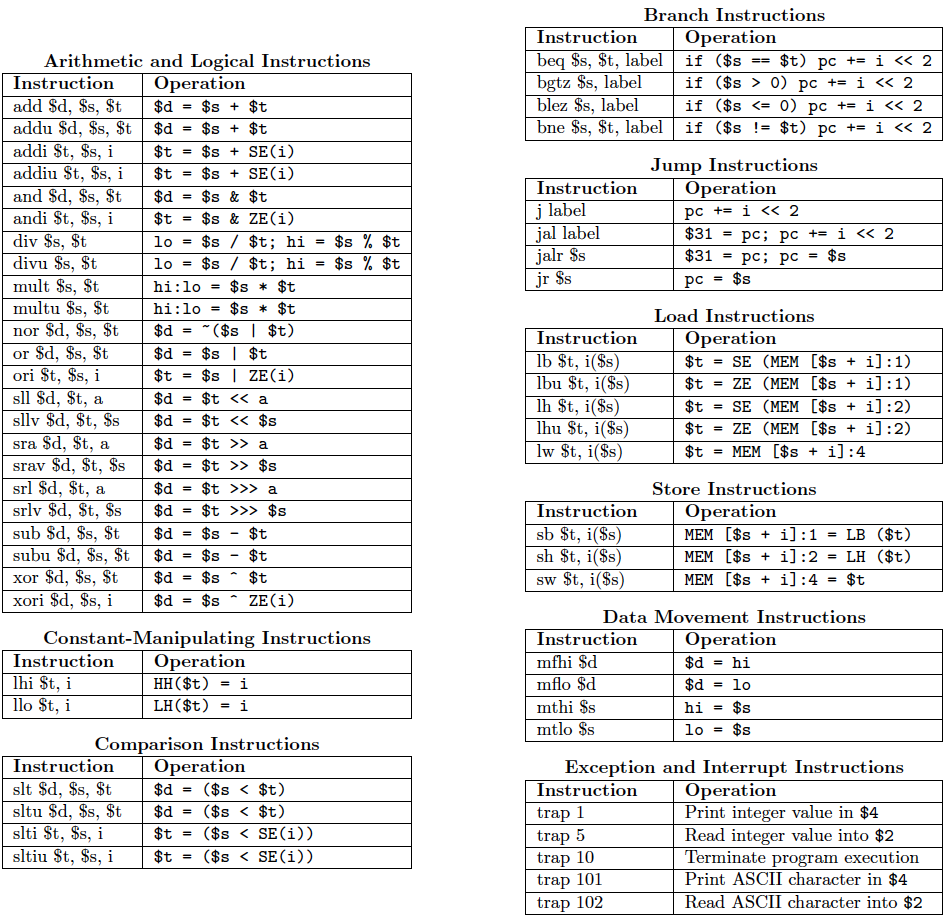 Arithmetic and Logical Instructions
Instruction Operation
add $d, $s, $t $d = $s + $t
addu $d, $s, $t $d = $s + $t
addi $t, $s, i $t = $s + SE(i)
addiu $t, $s, i $t = $s + SE(i)
and $d, $s, $t $d = $s & $t
andi $t, $s, i $t = $s & ZE(i)
div $s, $t lo = $s / $t; hi = $s % $t
divu $s, $t lo = $s / $t; hi = $s % $t
mult $s, $t hi:lo = $s * $t
multu $s, $t hi:lo = $s * $t
nor $d, $s, $t $d = ~($s | $t)
or $d, $s, $t $d = $s | $t
ori $t, $s, i $t = $s | ZE(i)
sll $d, $t, a $d = $t << a
sllv $d, $t, $s $d = $t << $s
sra $d, $t, a $d = $t >> a
srav $d, $t, $s $d = $t >> $s
srl $d, $t, a $d = $t >>> a
srlv $d, $t, $s $d = $t >>> $s
sub $d, $s, $t $d = $s - $t
subu $d, $s, $t $d = $s - $t
xor $d, $s, $t $d = $s ^ $t
xori $d, $s, i $d = $s ^ ZE(i)
Constant-Manipulating Instructions
Instruction Operation
lhi $t, i HH($t) = i
llo $t, i LH($t) = i
Comparison Instructions
Instruction Operation
slt $d, $s, $t $d = ($s < $t)
sltu $d, $s, $t $d = ($s < $t)
slti $t, $s, i $t = ($s < SE(i))
sltiu $t, $s, i $t = ($s < SE(i))
Branch Instructions
Instruction Operation
beq $s, $t, label if ($s == $t) pc += i << 2
bgtz $s, label if ($s > 0) pc += i << 2
blez $s, label if ($s <= 0) pc += i << 2
bne $s, $t, label if ($s != $t) pc += i << 2
Jump Instructions
Instruction Operation
j label pc += i << 2
jal label $31 = pc; pc += i << 2
jalr $s $31 = pc; pc = $s
jr $s pc = $s
Load Instructions
Instruction Operation
lb $t, i($s) $t = SE (MEM [$s + i]:1)
lbu $t, i($s) $t = ZE (MEM [$s + i]:1)
lh $t, i($s) $t = SE (MEM [$s + i]:2)
lhu $t, i($s) $t = ZE (MEM [$s + i]:2)
lw $t, i($s) $t = MEM [$s + i]:4
Store Instructions
Instruction Operation
sb $t, i($s) MEM [$s + i]:1 = LB ($t)
sh $t, i($s) MEM [$s + i]:2 = LH ($t)
sw $t, i($s) MEM [$s + i]:4 = $t
Data Movement Instructions
Instruction Operation
mfhi $d $d = hi
mflo $d $d = lo
mthi $s hi = $s
mtlo $s lo = $s
Exception and Interrupt Instructions
Instruction Operation
trap 1 Print integer value in $4
trap 5 Read integer value into $2
trap 10 Terminate program execution
trap 101 Print ASCII character in $4
trap 102 Read ASCII character into $2